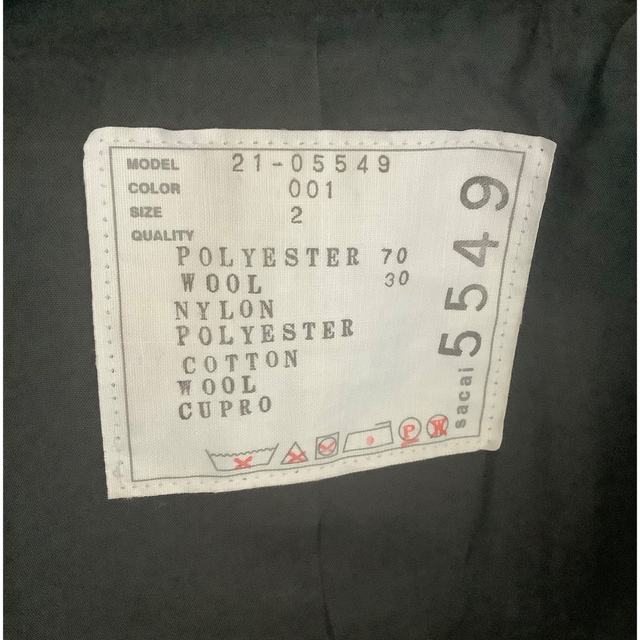 MODEL 21-05549
COLOR 001
SIZE 2
QUALITY
POLYESTER 70
WOOL 30
NYLON
POLYESTER
COTTON
WOOL
CUPRO
P W
sacai 5549